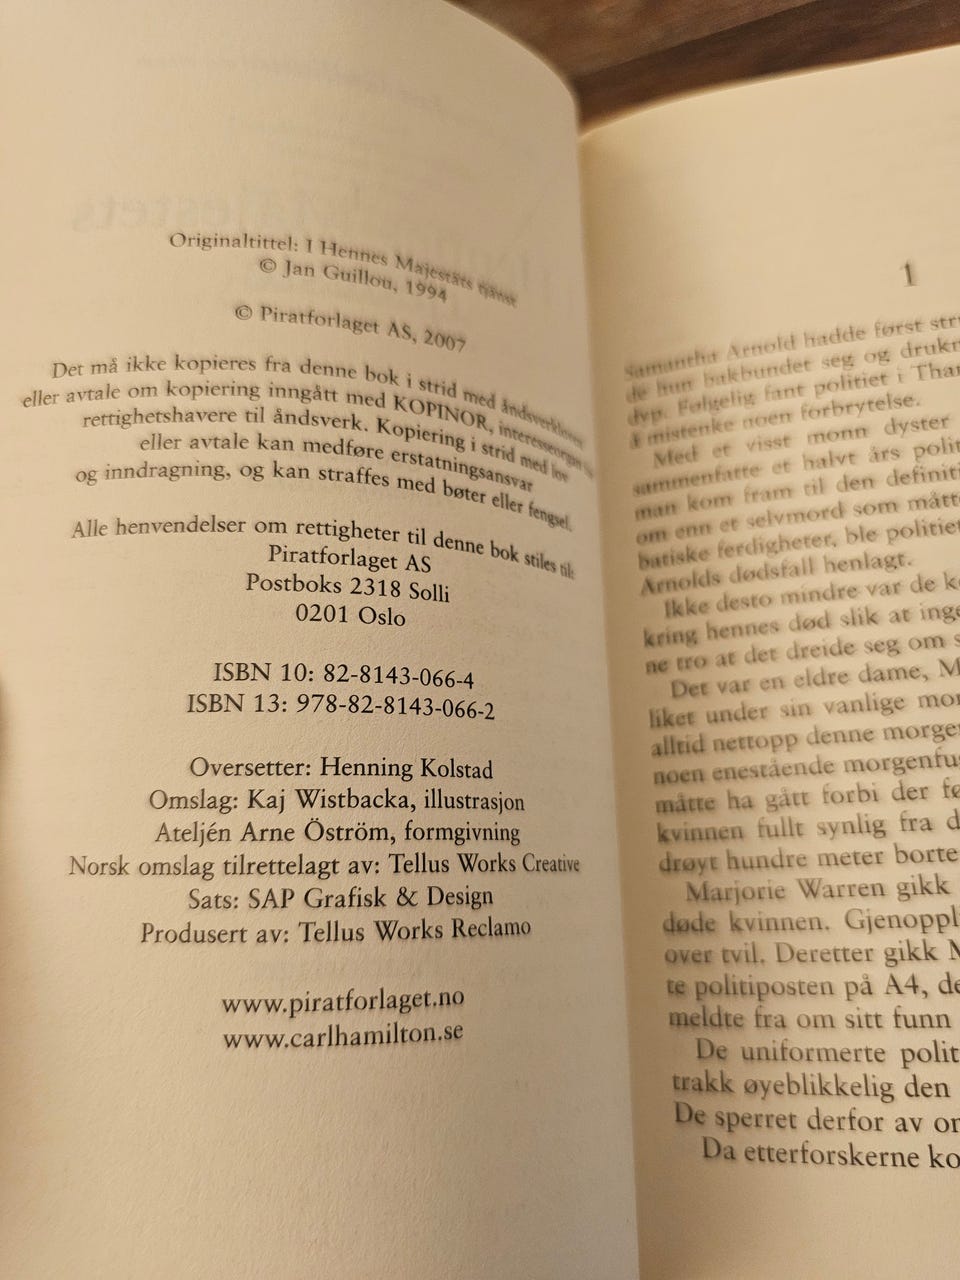 Originaltittel: I Hennes Majestäts tjänst
© Jan Guillou, 1994
© Piratforlaget AS, 2007
Det må ikke kopieres fra denne bok i strid med åndsverkloven
eller avtale om kopiering inngått med KOPINOR, interesseorgan
rettighetshavere til åndsverk. Kopiering i strid med lov
eller avtale kan medføre erstatningsansvar
og inndragning, og kan straffes med bøter eller fengsel.
Alle henvendelser om rettigheter til denne bok stiles til:
Piratforlaget AS
Postboks 2318 Solli
0201 Oslo
ISBN 10: 82-8143-066-4
ISBN 13: 978-82-8143-066-2
Oversetter: Henning Kolstad
Omslag: Kaj Wistbacka, illustrasjon
Ateljén Arne Öström, formgivning
Norsk omslag tilrettelagt av: Tellus Works Creative
Sats: SAP Grafisk & Design
Produsert av: Tellus Works Reclamo
www.piratforlaget.no
www.carlhamilton.se
1
Samantha Arnold hadde først str
de hun bakbundet seg og drukn
dyp. Følgelig fant politiet i Tha
å mistenke noen forbrytelse.
Med et visst monn dyster
sammenfatte et halvt års polit
man kom fram til den definiti
om enn et selvmord som måtte
batiske ferdigheter, ble politiet
Arnolds dødsfall henlagt.
Ikke desto mindre var de k
kring hennes død slik at inge
ne tro at det dreide seg om s
Det var en eldre dame, M
liket under sin vanlige mor
alltid nettopp denne morge
noen enestående morgenfu
måtte ha gått forbi der fø
kvinnen fullt synlig fra d
drøyt hundre meter borte
Marjorie Warren gikk
døde kvinnen. Gjenoppl
over tvil. Deretter gikk M
te politiposten på A4, de
meldte fra om sitt funn
De uniformerte polit
trakk øyeblikkelig den
De sperret derfor av or
Da etterforskerne ko